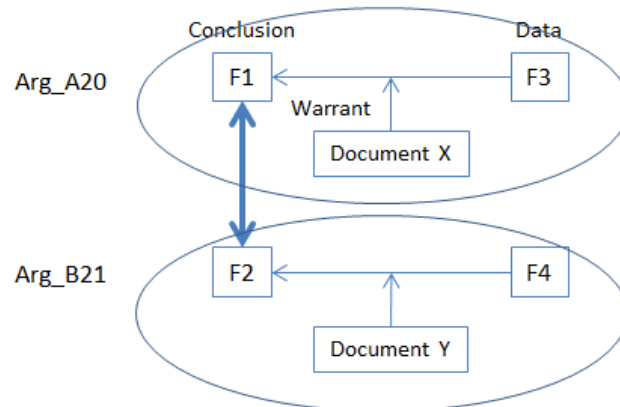 Conclusion Data
Arg_A20 F1 F3
Warrant
Document X
Arg_B21 F2 F4
Document Y